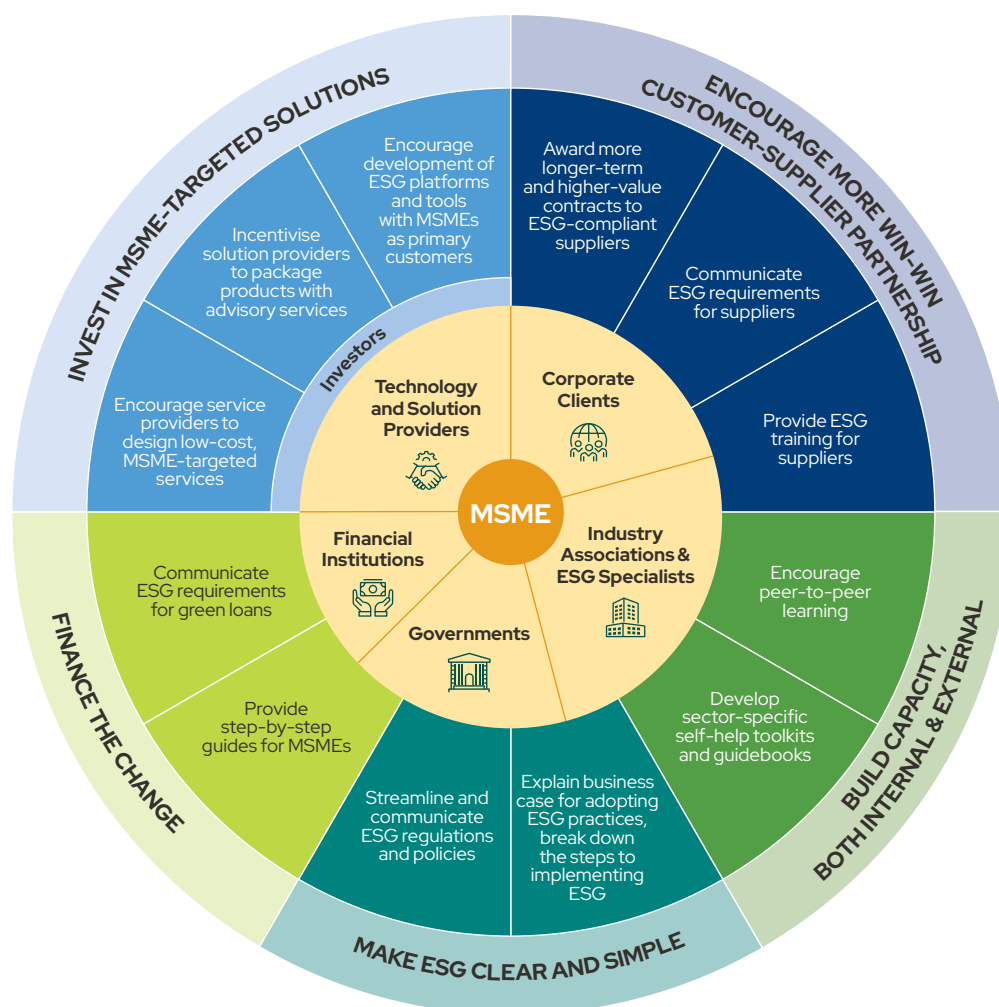 INVEST IN MSME-TARGETED SOLUTIONS
Encourage
development of
ESG platforms
and tools
with MSMEs
as primary
customers
Incentivise
solution providers
to package
products with
advisory services
Encourage service
providers to
design low-cost,
MSME-targeted
services
Investors
ENCOURAGE MORE WIN-WIN
CUSTOMER-SUPPLIER PARTNERSHIP
Award more
longer-term
and higher-value
contracts to
ESG-compliant
suppliers
Communicate
ESG requirements
for suppliers
Provide ESG
training for
suppliers
Technology
and Solution
Providers
Corporate
Clients
MSME
Financial
Institutions
Industry
Associations &
ESG Specialists
Governments
FINANCE THE CHANGE
Communicate
ESG requirements
for green loans
Provide
step-by-step
guides for MSMEs
BUILD CAPACITY,
BOTH INTERNAL & EXTERNAL
Encourage
peer-to-peer
learning
Develop
sector-specific
self-help toolkits
and guidebooks
Streamline and
communicate
ESG regulations
and policies
Explain business
case for adopting
ESG practices,
break down
the steps to
implementing
ESG
MAKE ESG CLEAR AND SIMPLE